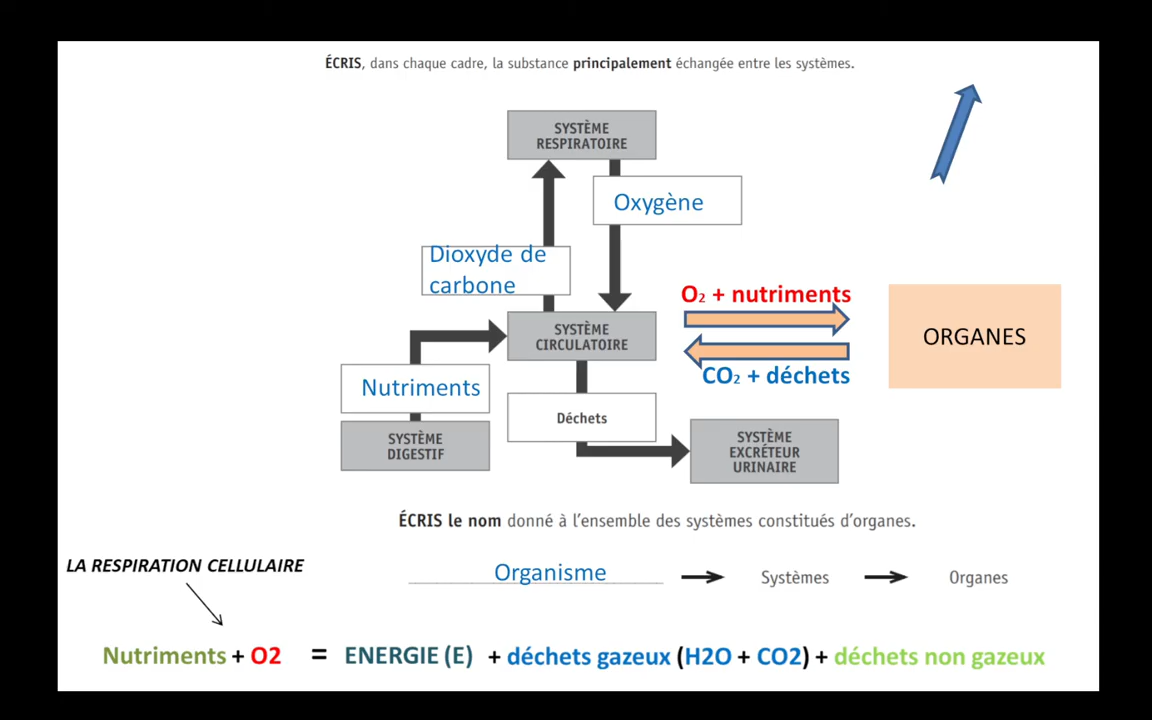 ÉCRIS, dans chaque cadre, la substance principalement échangée entre les systèmes.
SYSTÈME
RESPIRATOIRE
Oxygène
Dioxyde de
carbone
O2 + nutriments
SYSTÈME
CIRCULATOIRE
ORGANES
CO2 + déchets
Nutriments
Déchets
SYSTÈME
DIGESTIF
SYSTÈME
EXCRÉTEUR
URINAIRE
ÉCRIS le nom donné à l'ensemble des systèmes constitués d'organes.
LA RESPIRATION CELLULAIRE
Organisme Systèmes Organes
Nutriments + O2 = ENERGIE (E) + déchets gazeux (H2O + CO2) + déchets non gazeux